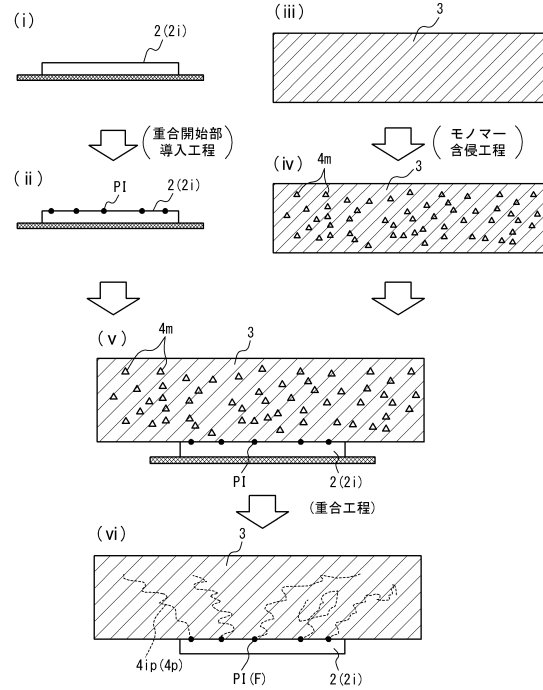 (i)
2(2i)
(iii)
3
(重合開始部
導入工程)
(モノマー
含侵工程)
(ii)
PI
2(2i)
(iv)
4m
3
(v)
4m
3
PI
2(2i)
(重合工程)
(vi)
3
4ip(4p)
PI(F)
2(2i)